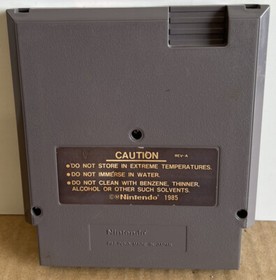 CAUTION REV-A
•DO NOT STORE IN EXTREME TEMPERATURES.
•DO NOT IMMERSE IN WATER.
•DO NOT CLEAN WITH BENZENE, THINNER,
ALCOHOL OR OTHER SUCH SOLVENTS.
©Nintendo 1985
Nintendo